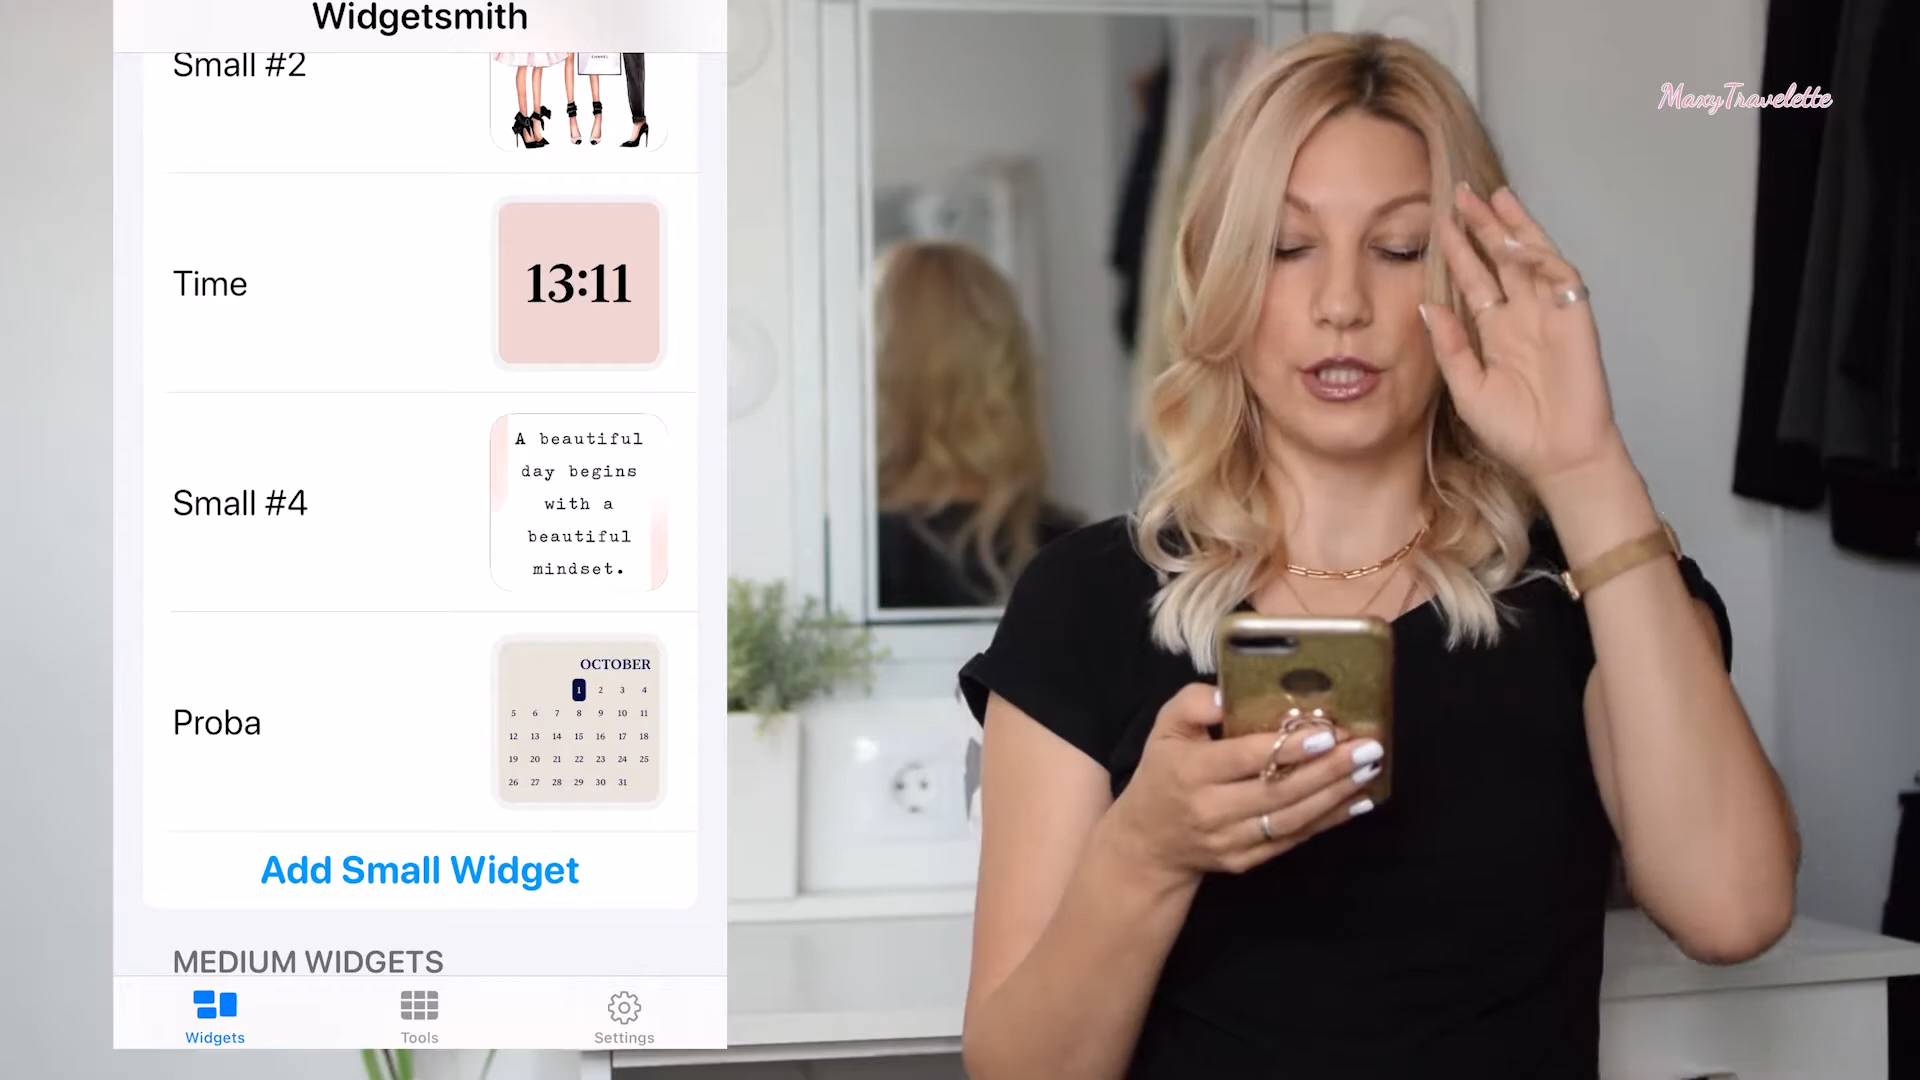 Widgetsmith
MaxyTravelette
Small #2
CHANEL
Time
13:11
Small #4
A beautiful
day begins
with a
beautiful
mindset.
Proba
OCTOBER
1 2 3 4
5 6 7 8 9 10 11
12 13 14 15 16 17 18
19 20 21 22 23 24 25
26 27 28 29 30 31
Add Small Widget
MEDIUM WIDGETS
Widgets Tools Settings